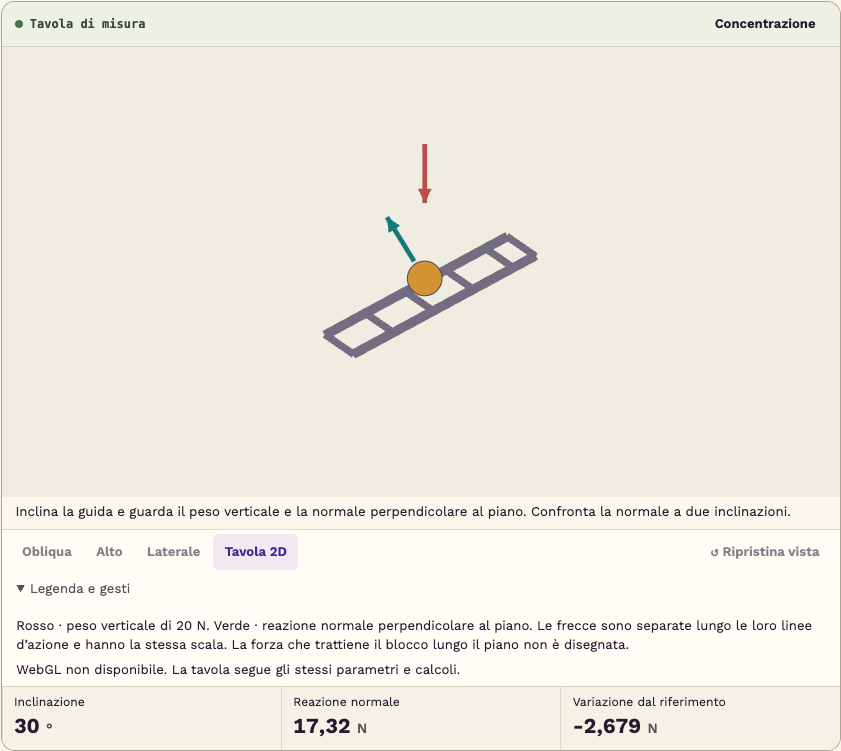 Tavola di misura
Concentrazione
Inclina la guida e guarda il peso verticale e la normale perpendicolare al piano. Confronta la normale a due inclinazioni.
Obliqua Alto Laterale Tavola 2D ↺ Ripristina vista
▼ Legenda e gesti
Rosso · peso verticale di 20 N. Verde · reazione normale perpendicolare al piano. Le frecce sono separate lungo le loro linee
d’azione e hanno la stessa scala. La forza che trattiene il blocco lungo il piano non è disegnata.
WebGL non disponibile. La tavola segue gli stessi parametri e calcoli.
Inclinazione
30 °
Reazione normale
17,32 N
Variazione dal riferimento
-2,679 N